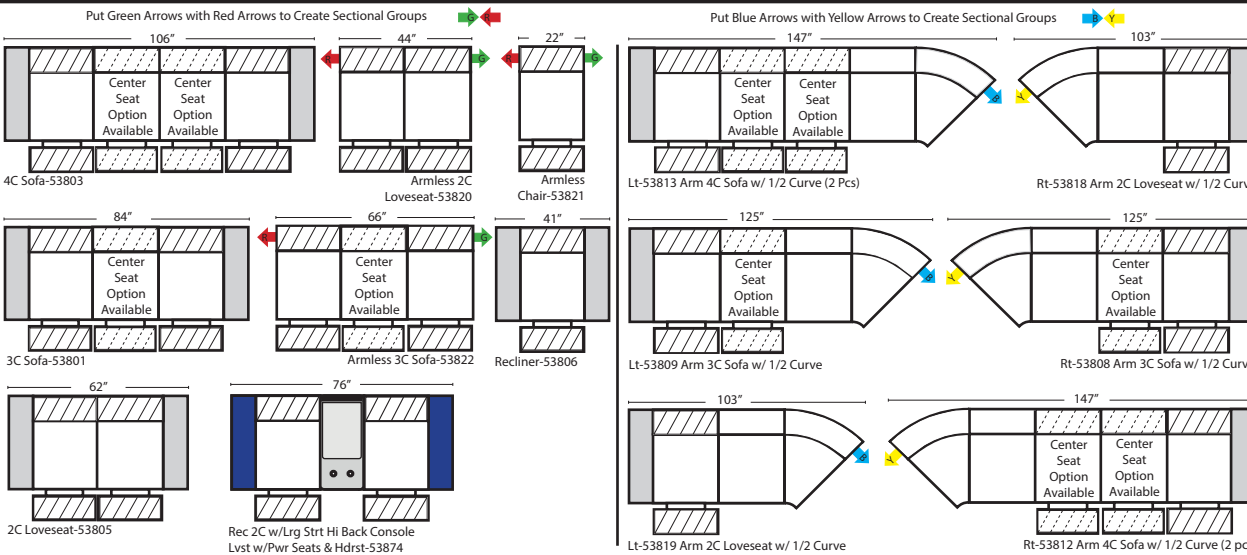 Put Green Arrows with Red Arrows to Create Sectional Groups
G R
106”
44”
22”
R
G
R
G
Center
Seat
Option
Available
Center
Seat
Option
Available
4C Sofa-53803
Armless 2C
Loveseat-53820
Armless
Chair-53821
84”
66”
41”
R
G
Center
Seat
Option
Available
3C Sofa-53801
Armless 3C Sofa-53822
Recliner-53806
62”
76”
2C Loveseat-53805
Rec 2C w/Lrg Strt Hi Back Console
Lvst w/Pwr Seats & Hdrst-53874
Put Blue Arrows with Yellow Arrows to Create Sectional Groups
B Y
147”
103”
Center
Seat
Option
Available
Center
Seat
Option
Available
B
Y
Lt-53813 Arm 4C Sofa w/ 1/2 Curve (2 Pcs)
Rt-53818 Arm 2C Loveseat w/ 1/2 Curv
125”
125”
Center
Seat
Option
Available
B
Y
Center
Seat
Option
Available
Lt-53809 Arm 3C Sofa w/ 1/2 Curve
Rt-53808 Arm 3C Sofa w/ 1/2 Curv
103”
147”
B
Y
Center
Seat
Option
Available
Center
Seat
Option
Available
Lt-53819 Arm 2C Loveseat w/ 1/2 Curve
Rt-53812 Arm 4C Sofa w/ 1/2 Curve (2 pc